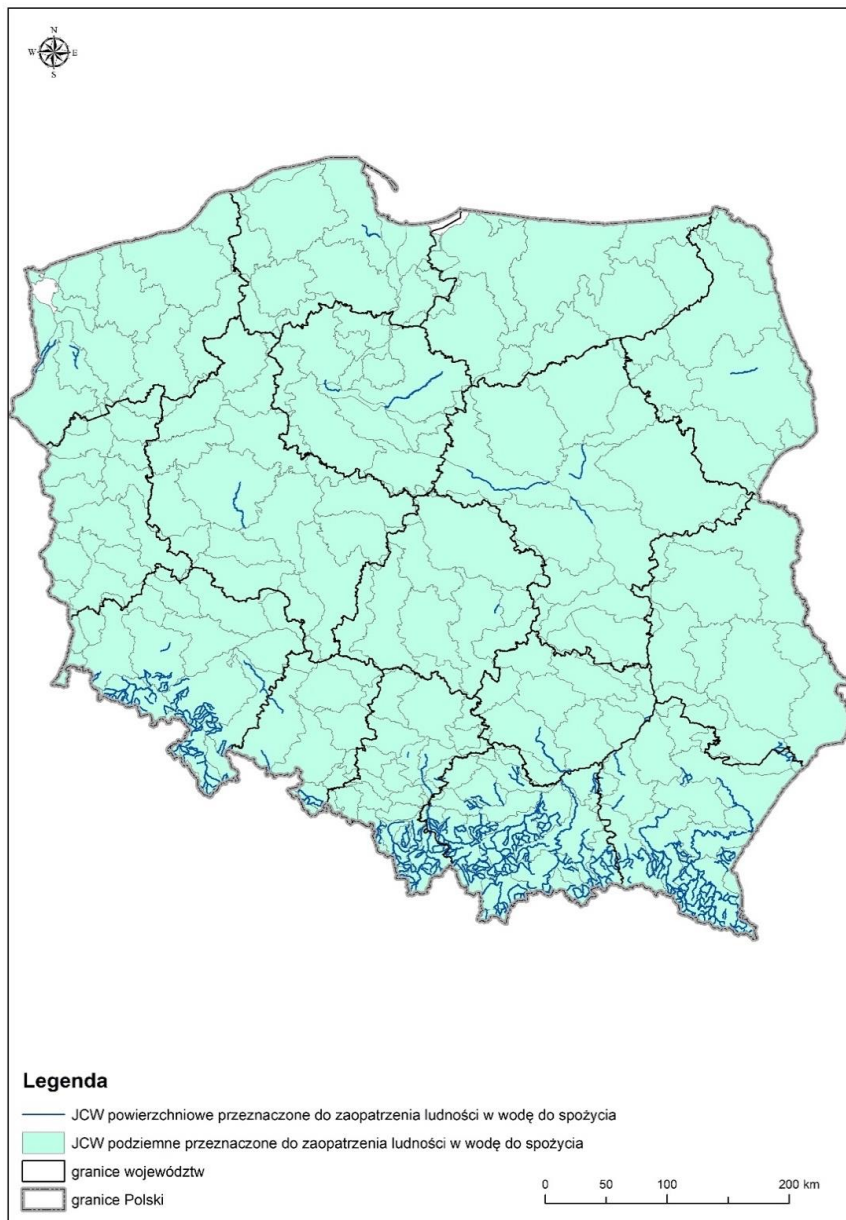 N
W E
S
Legenda
JCW powierzchniowe przeznaczone do zaopatrzenia ludności w wodę do spożycia
JCW podziemne przeznaczone do zaopatrzenia ludności w wodę do spożycia
granice województw
granice Polski
0 50 100 200 km